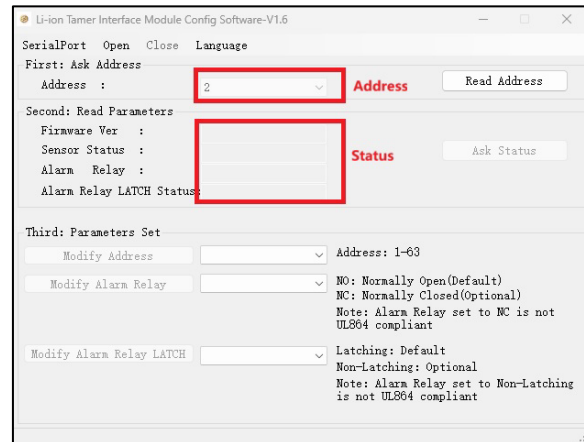 Li-ion Tamer Interface Module Config Software-V1.6
SerialPort Open Close Language
First: Ask Address
Address : 2 Address Read Address
Second: Read Parameters
Firmware Ver :
Sensor Status :
Status Ask Status
Alarm Relay :
Alarm Relay LATCH Status:
Third: Parameters Set
Modify Address Address: 1-63
Modify Alarm Relay NO: Normally Open(Default)
NC: Normally Closed(Optional)
Note: Alarm Relay set to NC is not
UL864 compliant
Modify Alarm Relay LATCH Latching: Default
Non-Latching: Optional
Note: Alarm Relay set to Non-Latching
is not UL864 compliant